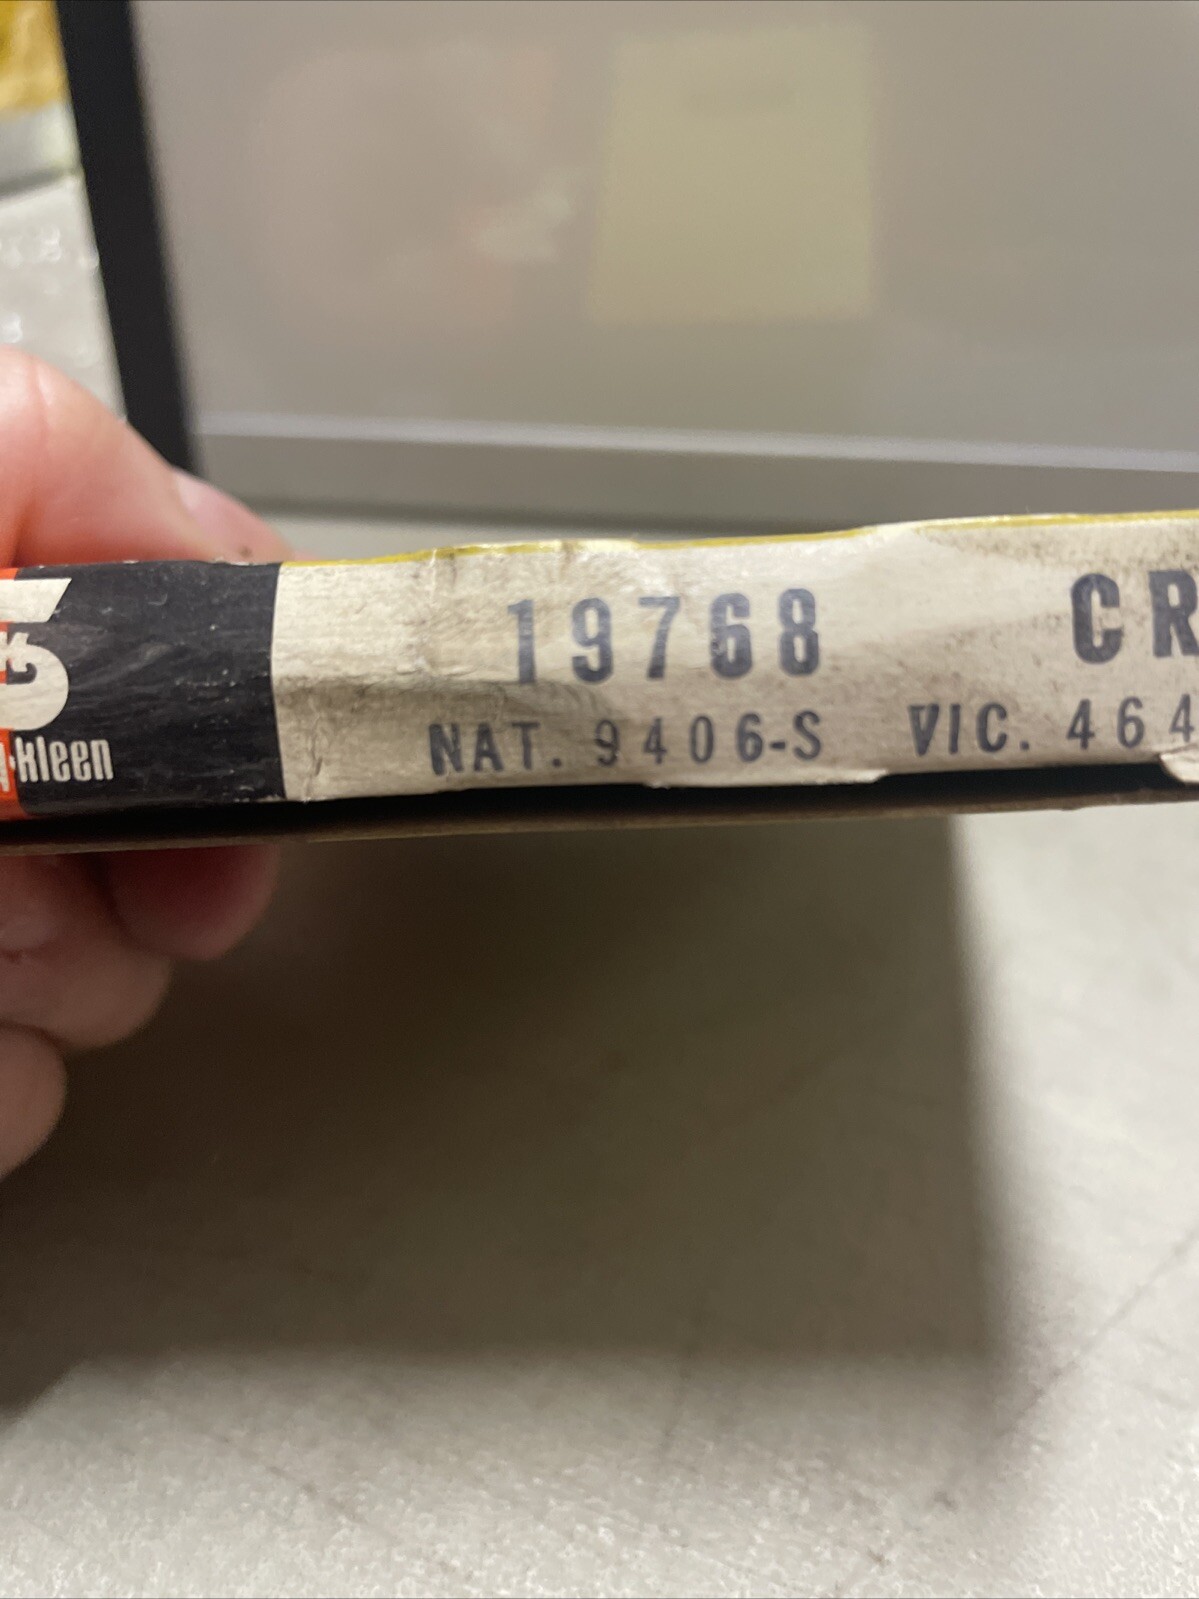 19768 CR
NAT. 9406-S VIC. 464
-kleen